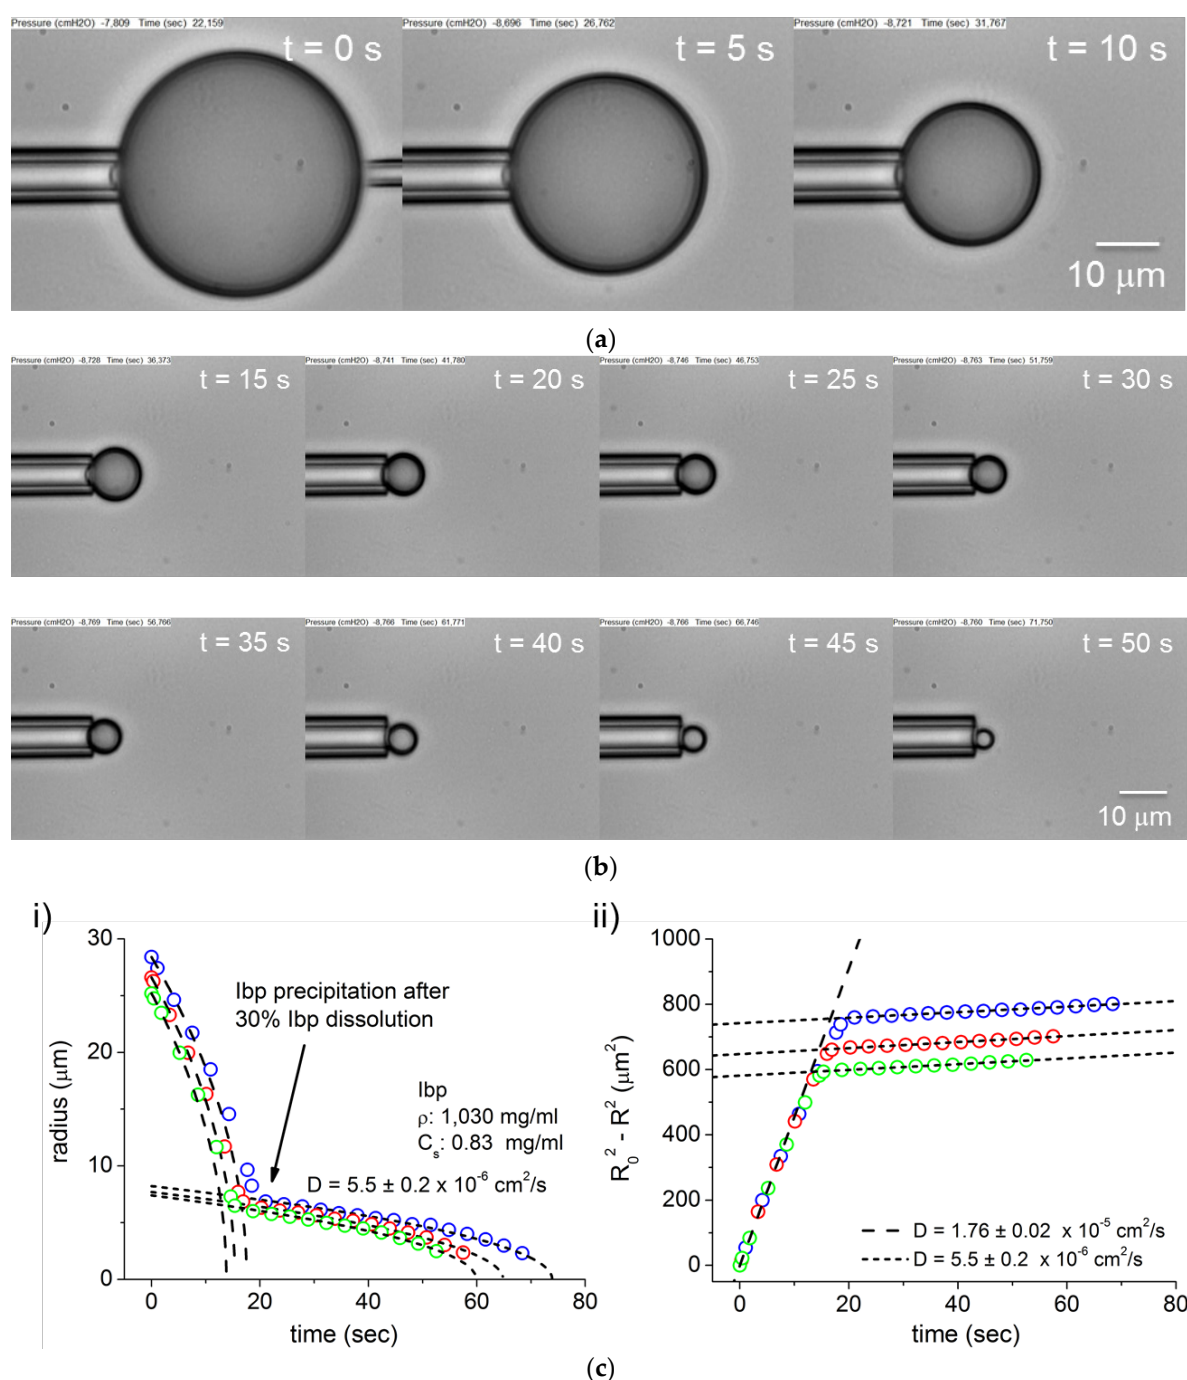 Pressure (cmH2O) -7,809 Time (sec) 22,159
t = 0 s
Pressure (cmH2O) -8,696 Time (sec) 26,762
t = 5 s
Pressure (cmH2O) -8,721 Time (sec) 31,767
t = 10 s
10 μm
(a)
Pressure (cmH2O) -8,728 Time (sec) 36,373
t = 15 s
Pressure (cmH2O) -8,741 Time (sec) 41,780
t = 20 s
Pressure (cmH2O) -8,746 Time (sec) 46,753
t = 25 s
Pressure (cmH2O) -8,763 Time (sec) 51,759
t = 30 s
Pressure (cmH2O) -8,769 Time (sec) 56,766
t = 35 s
Pressure (cmH2O) -8,766 Time (sec) 61,771
t = 40 s
Pressure (cmH2O) -8,766 Time (sec) 66,746
t = 45 s
Pressure (cmH2O) -8,760 Time (sec) 71,750
t = 50 s
10 μm
(b)
i)
30
20
10
0
radius (μm)
Ibp precipitation after
30% Ibp dissolution
Ibp
ρ: 1,030 mg/ml
Cₛ: 0.83 mg/ml
D = 5.5 ± 0.2 x 10⁻⁶ cm²/s
0 20 40 60 80
time (sec)
ii)
1000
800
600
400
200
0
R₀² - R² (μm²)
D = 1.76 ± 0.02 x 10⁻⁵ cm²/s
D = 5.5 ± 0.2 x 10⁻⁶ cm²/s
0 20 40 60 80
time (sec)
(c)